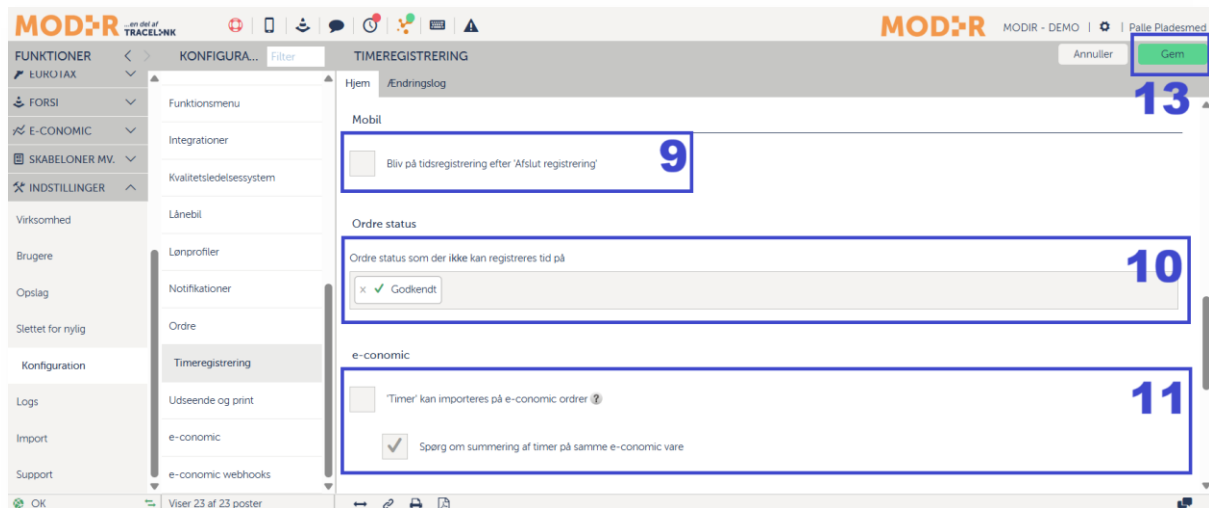 MODIR ...en del af TRACELINK
MODIR MODIR - DEMO | | Palle Pladesmed
FUNKTIONER < > KONFIGURA... Filter TIMEREGISTRERING Annuller Gem
13
EUROTAX
FORSI
E-CONOMIC
SKABELONER MV.
INDSTILLINGER
Virksomhed
Brugere
Opslag
Slettet for nylig
Konfiguration
Logs
Import
Support
Funktionsmenu
Integrationer
Kvalitetsledelsessystem
Lånebil
Lønprofiler
Notifikationer
Ordre
Timeregistrering
Udseende og print
e-conomic
e-conomic webhooks
Hjem Ændringslog
Mobil
Bliv på tidsregistrering efter 'Afslut registrering' 9
Ordre status
Ordre status som der ikke kan registreres tid på 10
x ✓ Godkendt
e-conomic
'Timer' kan importeres på e-conomic ordrer ? 11
Spørg om summering af timer på samme e-conomic vare
OK Viser 23 af 23 poster